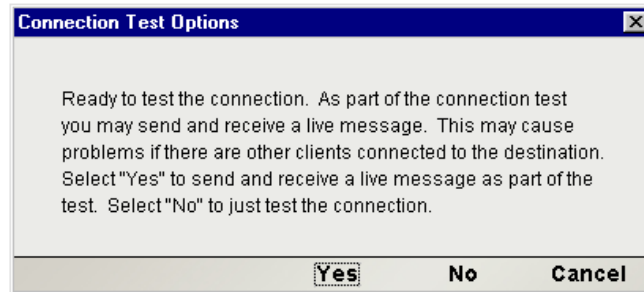 Connection Test Options
Ready to test the connection. As part of the connection test
you may send and receive a live message. This may cause
problems if there are other clients connected to the destination.
Select "Yes" to send and receive a live message as part of the
test. Select "No" to just test the connection.
Yes No Cancel